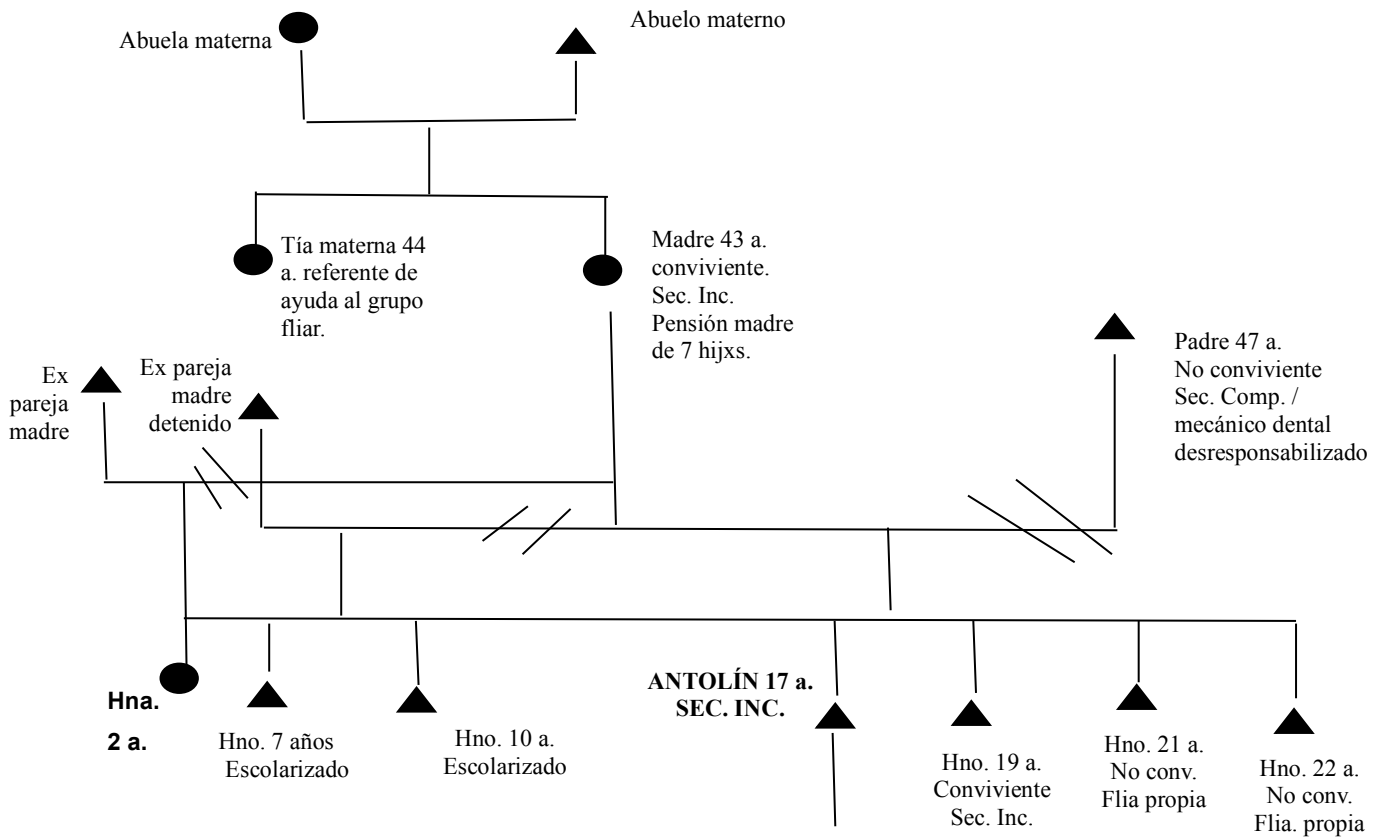 Abuela materna
Abuelo materno
Tía materna 44
a. referente de
ayuda al grupo
fliar.
Madre 43 a.
conviviente.
Sec. Inc.
Pensión madre
de 7 hijxs.
Ex
pareja
madre
Ex pareja
madre
detenido
Padre 47 a.
No conviviente
Sec. Comp. /
mecánico dental
desresponsabilizado
Hna.
2 a.
Hno. 7 años
Escolarizado
Hno. 10 a.
Escolarizado
ANTOLÍN 17 a.
SEC. INC.
Hno. 19 a.
Conviviente
Sec. Inc.
Hno. 21 a.
No conv.
Flia propia
Hno. 22 a.
No conv.
Flia. propia